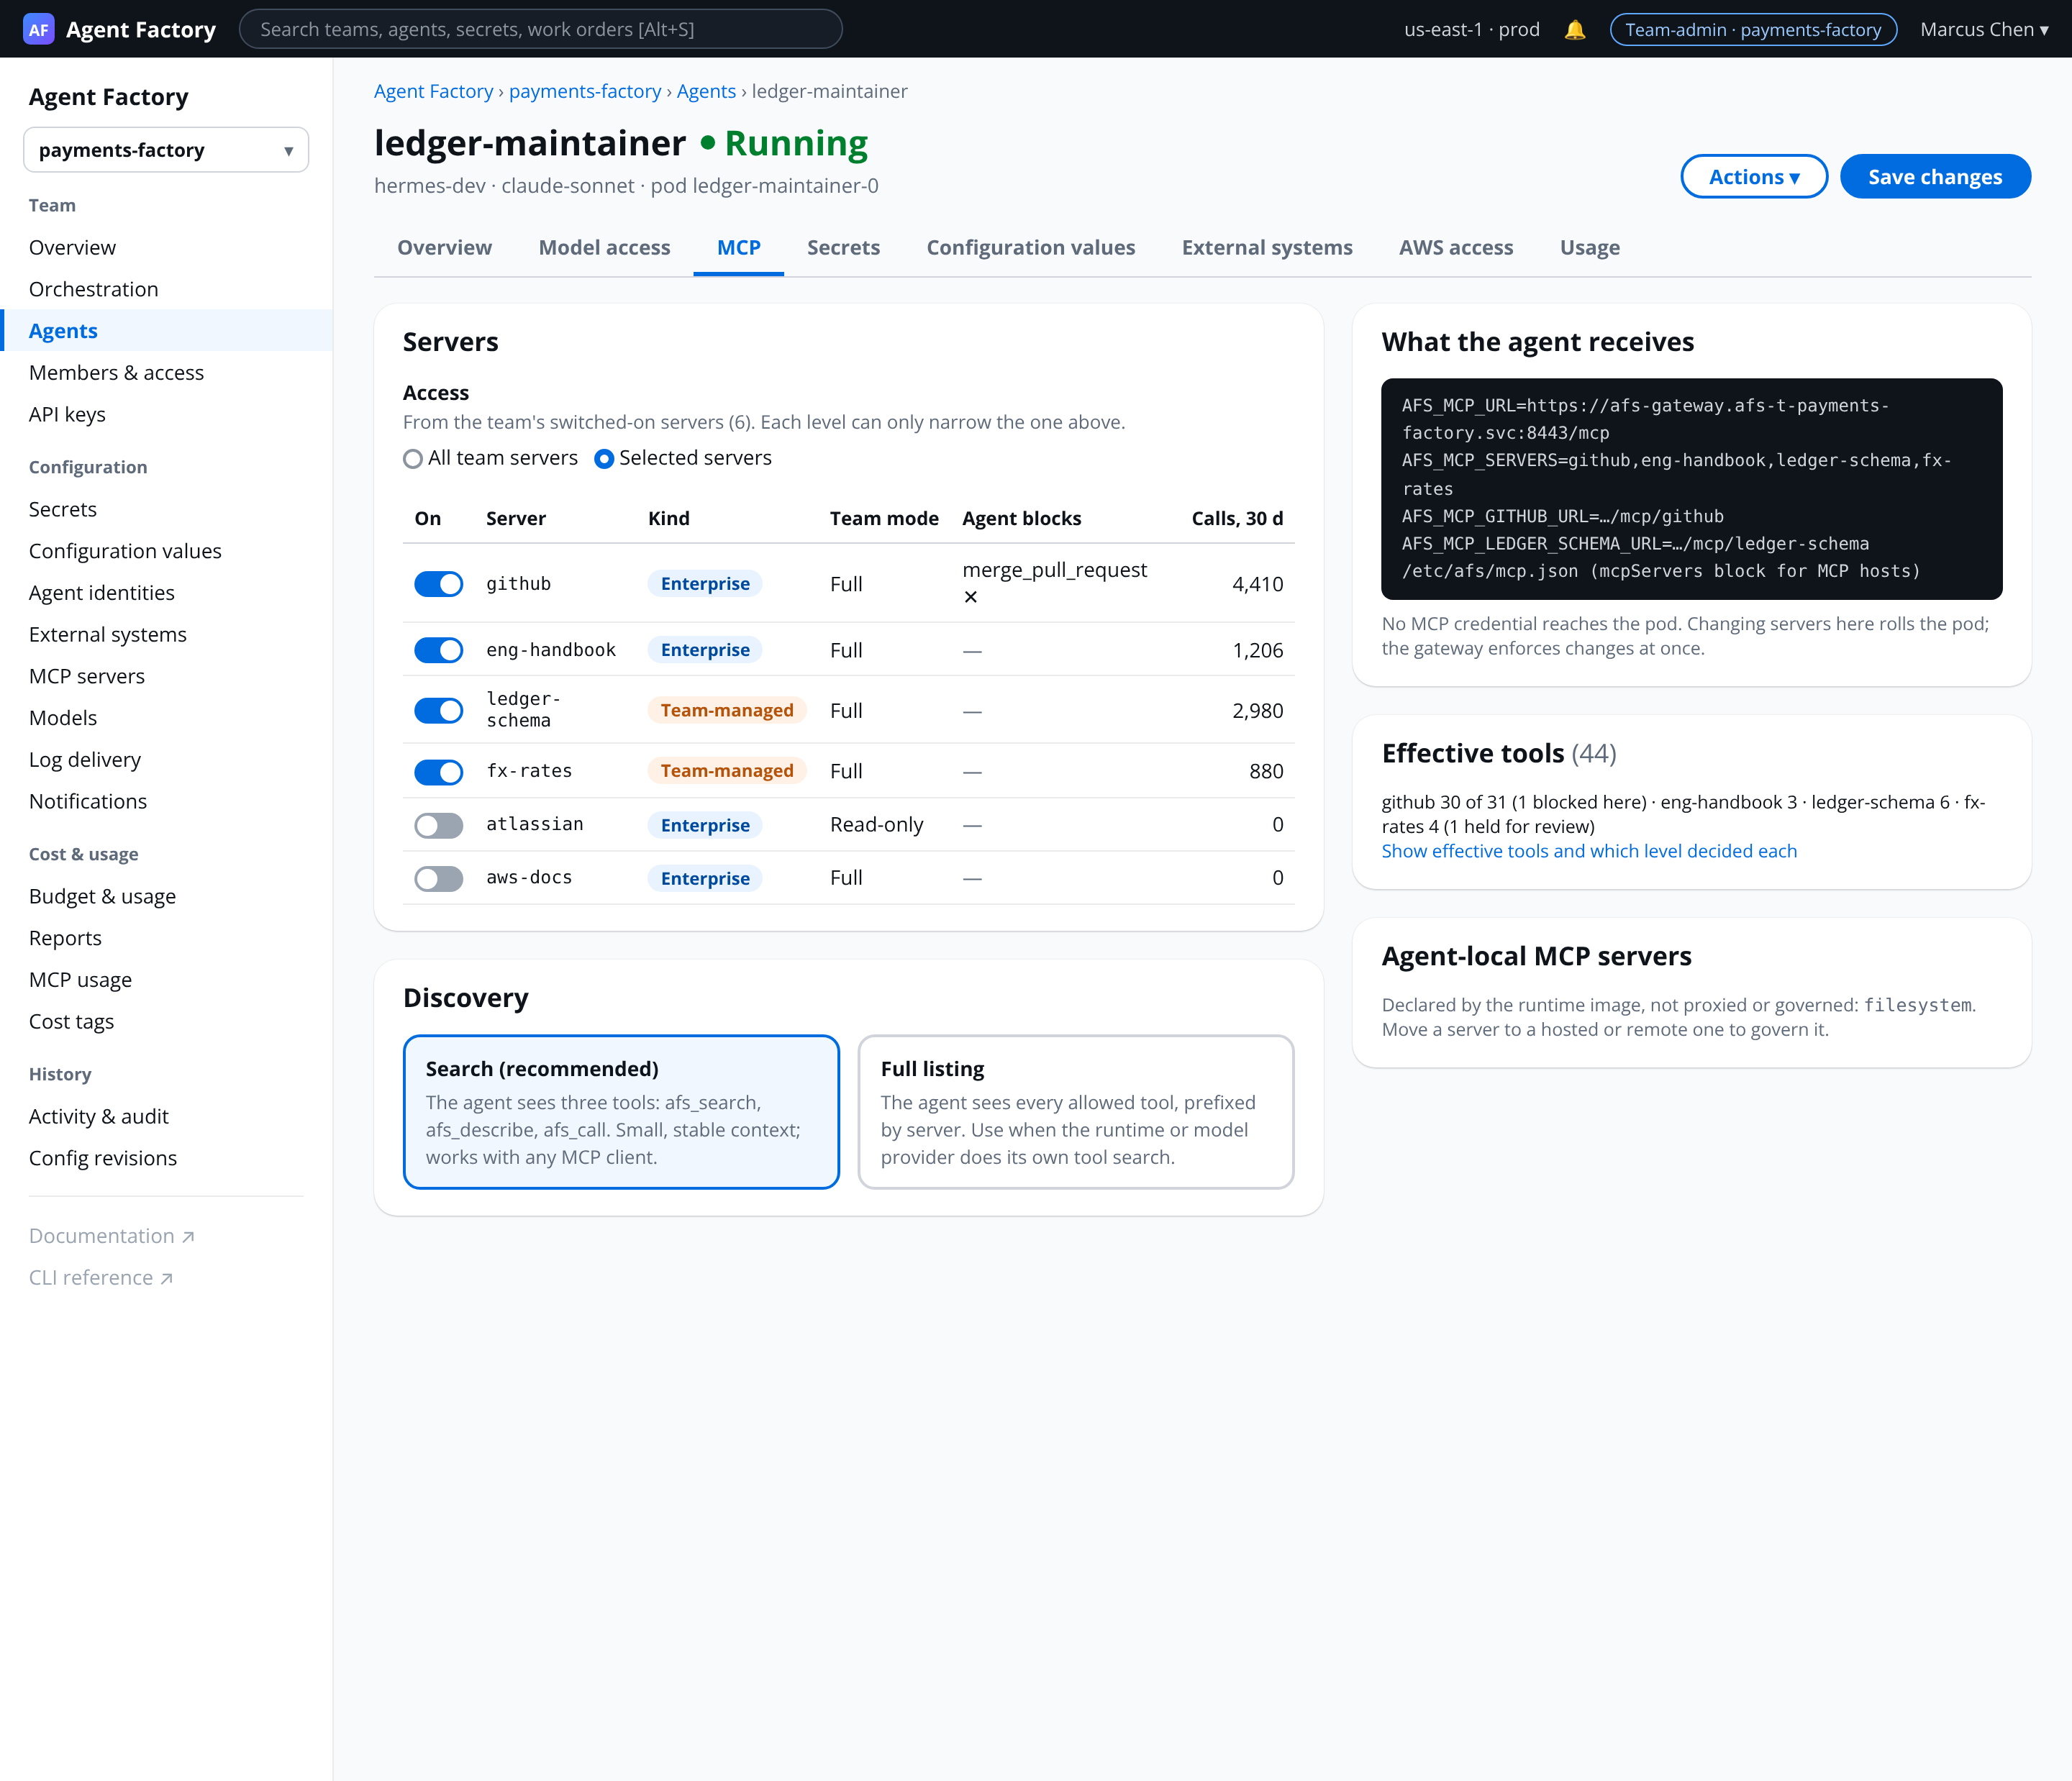 AF Agent Factory
Search teams, agents, secrets, work orders [Alt+S]
us-east-1 · prod
Team-admin · payments-factory
Marcus Chen ▾
Agent Factory
payments-factory ▾
Team
Overview
Orchestration
Agents
Members & access
API keys
Configuration
Secrets
Configuration values
Agent identities
External systems
MCP servers
Models
Log delivery
Notifications
Cost & usage
Budget & usage
Reports
MCP usage
Cost tags
History
Activity & audit
Config revisions
Documentation ↗
CLI reference ↗
Agent Factory › payments-factory › Agents › ledger-maintainer
ledger-maintainer ● Running
hermes-dev · claude-sonnet · pod ledger-maintainer-0
Actions ▾
Save changes
Overview Model access MCP Secrets Configuration values External systems AWS access Usage
Servers
Access
From the team's switched-on servers (6). Each level can only narrow the one above.
All team servers Selected servers
On Server Kind Team mode Agent blocks Calls, 30 d
github Enterprise Full merge_pull_request ✕ 4,410
eng-handbook Enterprise Full — 1,206
ledger-
schema Team-managed Full — 2,980
fx-rates Team-managed Full — 880
atlassian Enterprise Read-only — 0
aws-docs Enterprise Full — 0
Discovery
Search (recommended)
The agent sees three tools: afs_search,
afs_describe, afs_call. Small, stable context;
works with any MCP client.
Full listing
The agent sees every allowed tool, prefixed
by server. Use when the runtime or model
provider does its own tool search.
What the agent receives
AFS_MCP_URL=https://afs-gateway.afs-t-payments-
factory.svc:8443/mcp
AFS_MCP_SERVERS=github,eng-handbook,ledger-schema,fx-
rates
AFS_MCP_GITHUB_URL=…/mcp/github
AFS_MCP_LEDGER_SCHEMA_URL=…/mcp/ledger-schema
/etc/afs/mcp.json (mcpServers block for MCP hosts)
No MCP credential reaches the pod. Changing servers here rolls the pod;
the gateway enforces changes at once.
Effective tools (44)
github 30 of 31 (1 blocked here) · eng-handbook 3 · ledger-schema 6 · fx-
rates 4 (1 held for review)
Show effective tools and which level decided each
Agent-local MCP servers
Declared by the runtime image, not proxied or governed: filesystem.
Move a server to a hosted or remote one to govern it.